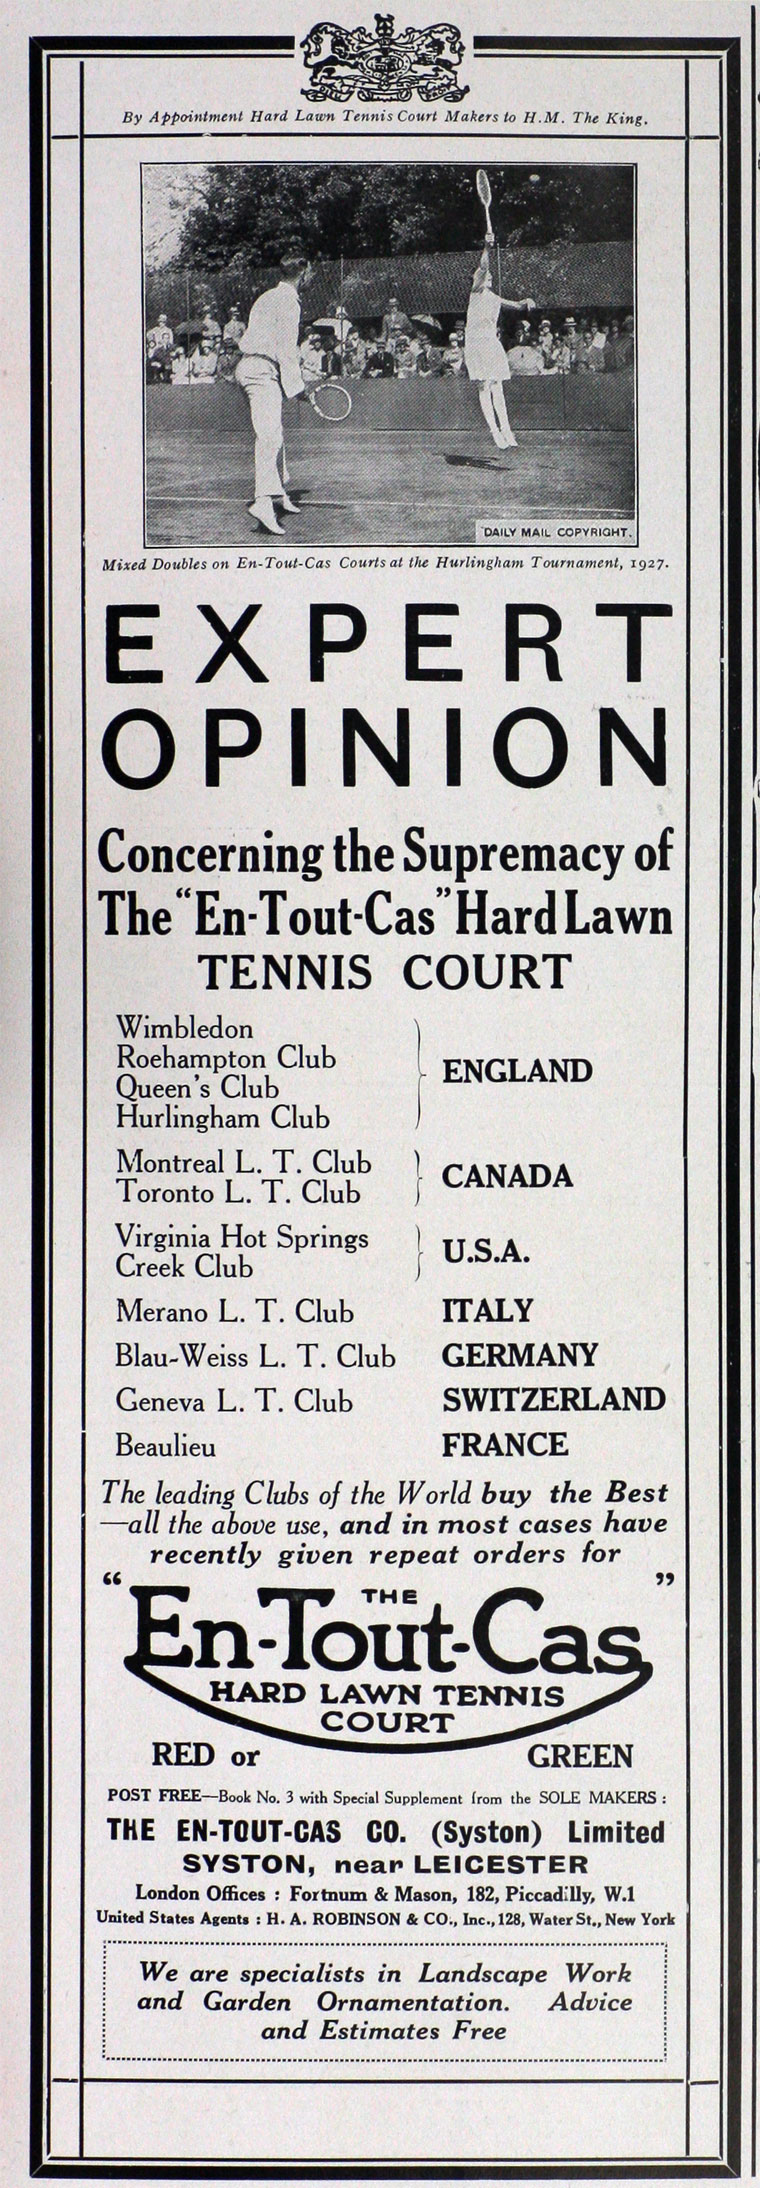 By Appointment Hard Lawn Tennis Court Makers to H.M. The King.
DAILY MAIL COPYRIGHT.
Mixed Doubles on En-Tout-Cas Courts at the Hurlingham Tournament, 1927.
EXPERT
OPINION
Concerning the Supremacy of
The "En-Tout-Cas" Hard Lawn
TENNIS COURT
Wimbledon
Roehampton Club
Queen's Club
Hurlingham Club
ENGLAND
Montreal L. T. Club
Toronto L. T. Club
CANADA
Virginia Hot Springs
Creek Club
U.S.A.
Merano L. T. Club ITALY
Blau-Weiss L. T. Club GERMANY
Geneva L. T. Club SWITZERLAND
Beaulieu FRANCE
The leading Clubs of the World buy the Best
—all the above use, and in most cases have
recently given repeat orders for
THE
"En-Tout-Cas"
HARD LAWN TENNIS
COURT
RED or GREEN
POST FREE—Book No. 3 with Special Supplement from the SOLE MAKERS :
THE EN-TOUT-CAS CO. (Syston) Limited
SYSTON, near LEICESTER
London Offices : Fortnum & Mason, 182, Piccadilly, W.1
United States Agents : H. A. ROBINSON & CO., Inc., 128, Water St., New York
We are specialists in Landscape Work
and Garden Ornamentation. Advice
and Estimates Free